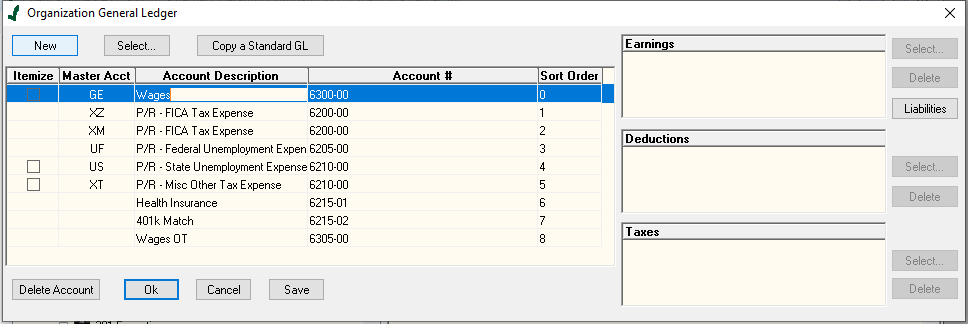 Organization General Ledger
New Select... Copy a Standard GL
Itemize Master Acct Account Description Account # Sort Order
GE Wages 6300-00 0
XZ P/R - FICA Tax Expense 6200-00 1
XM P/R - FICA Tax Expense 6200-00 2
UF P/R - Federal Unemployment Expen 6205-00 3
US P/R - State Unemployment Expense 6210-00 4
XT P/R - Misc Other Tax Expense 6210-00 5
Health Insurance 6215-01 6
401k Match 6215-02 7
Wages OT 6305-00 8
Delete Account Ok Cancel Save
Earnings
Select...
Delete
Liabilities
Deductions
Select...
Delete
Taxes
Select...
Delete